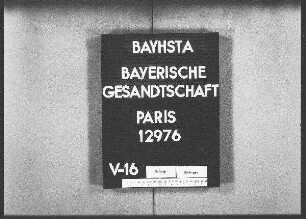 BAYHSTA
BAYERISCHE
GESANDTSCHAFT
PARIS
12976
V-16